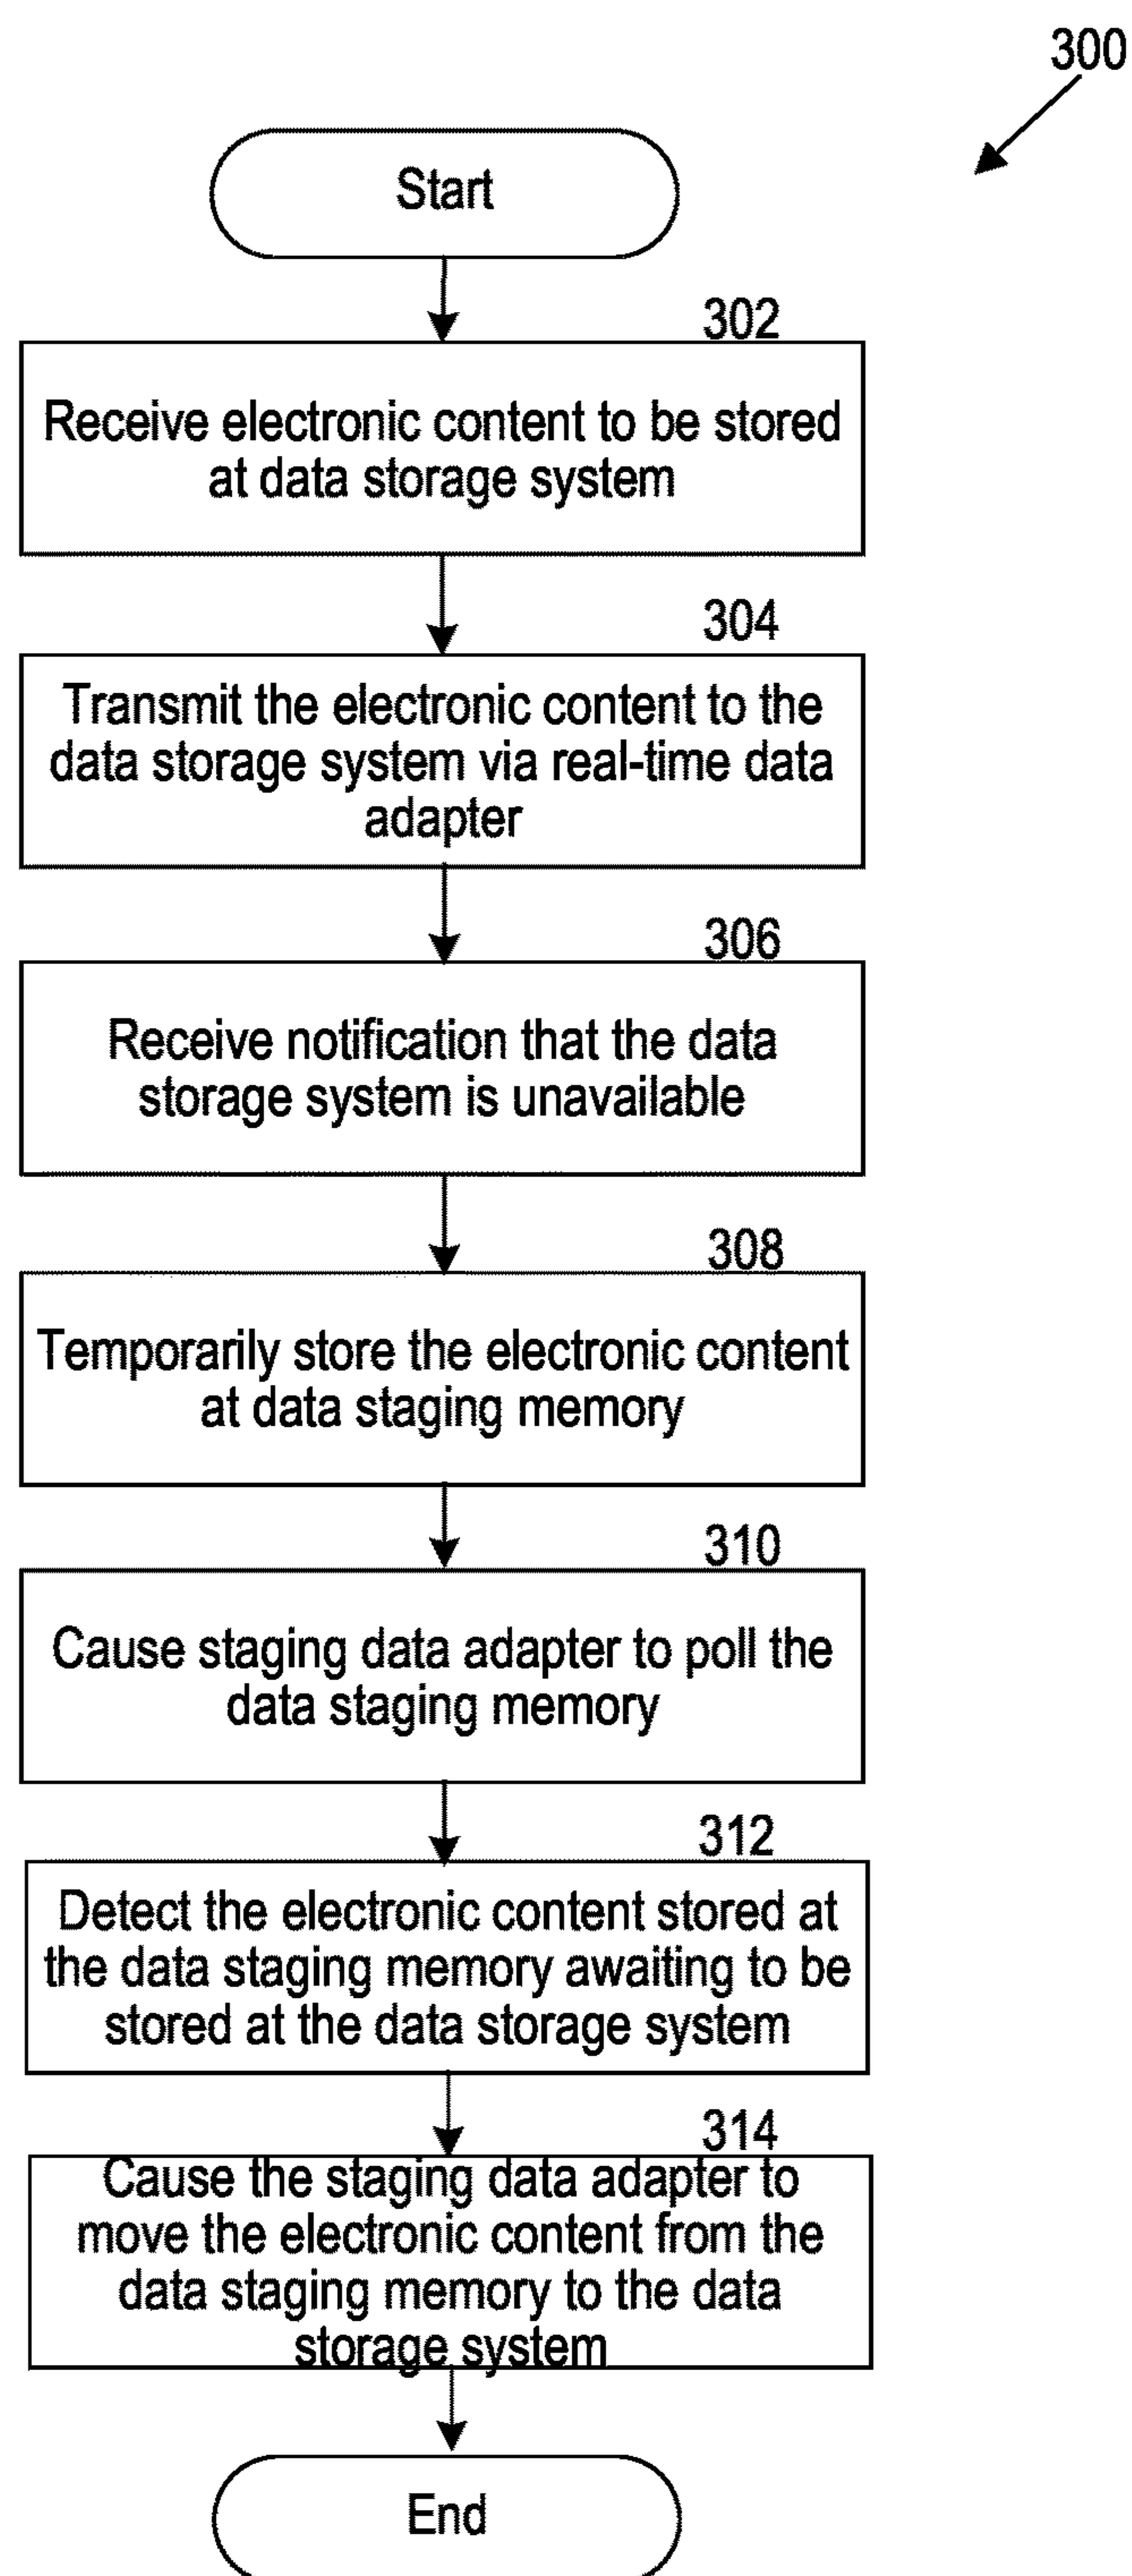 300
Start
302
Receive electronic content to be stored
at data storage system
304
Transmit the electronic content to the
data storage system via real-time data
adapter
306
Receive notification that the data
storage system is unavailable
308
Temporarily store the electronic content
at data staging memory
310
Cause staging data adapter to poll the
data staging memory
312
Detect the electronic content stored at
the data staging memory awaiting to be
stored at the data storage system
314
Cause the staging data adapter to
move the electronic content from the
data staging memory to the data
storage system
End